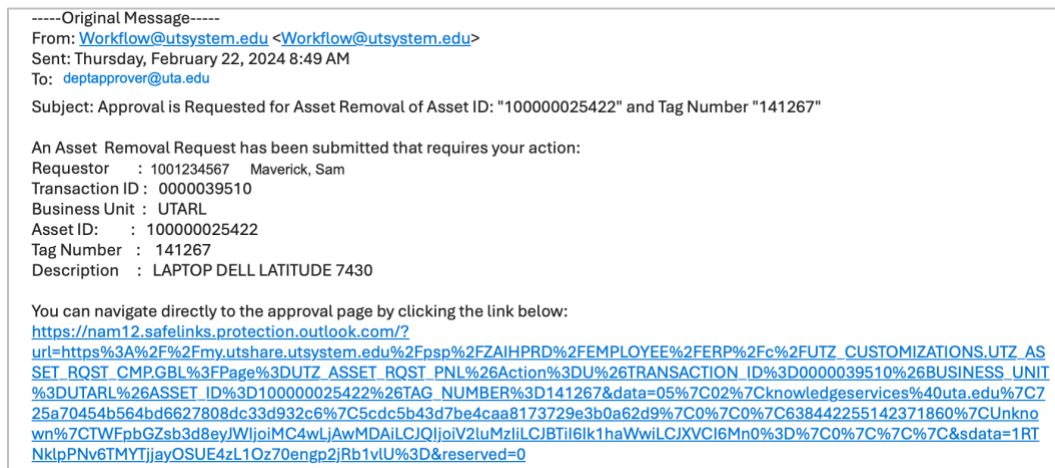 -----Original Message-----
From: Workflow@utsystem.edu <Workflow@utsystem.edu>
Sent: Thursday, February 22, 2024 8:49 AM
To: deptapprover@uta.edu
Subject: Approval is Requested for Asset Removal of Asset ID: "100000025422" and Tag Number "141267"
An Asset Removal Request has been submitted that requires your action:
Requestor : 1001234567 Maverick, Sam
Transaction ID : 0000039510
Business Unit : UTARL
Asset ID: : 100000025422
Tag Number : 141267
Description : LAPTOP DELL LATITUDE 7430
You can navigate directly to the approval page by clicking the link below:
https://nam12.safelinks.protection.outlook.com/?
url=https%3A%2F%2Fmy.utshare.utsystem.edu%2Fpsp%2FZAIHPRD%2FEMPLOYEE%2FERP%2Fc%2FUTZ_CUSTOMIZATIONS.UTZ_AS
SET_RQST_CMP.GBL%3FPage%3DUTZ_ASSET_RQST_PNL%26Action%3DU%26TRANSACTION_ID%3D0000039510%26BUSINESS_UNIT
%3DUTARL%26ASSET_ID%3D100000025422%26TAG_NUMBER%3D141267&data=05%7C02%7Cknowledgeservices%40uta.edu%7C7
25a70454b564bd6627808dc33d932c6%7C5cdc5b43d7be4caa8173729e3b0a62d9%7C0%7C0%7C638442255142371860%7CUnkno
wn%7CTWFpbGZsb3d8eyJWIjoiMC4wLjAwMDAiLCJQIjoiV2luMzIiLCJBTiI6Ik1haWwiLCJXVCI6Mn0%3D%7C0%7C%7C%7C&sdata=1RT
NklpPNv6TMYTjjayOSUE4zL1Oz70engp2jRb1vlU%3D&reserved=0